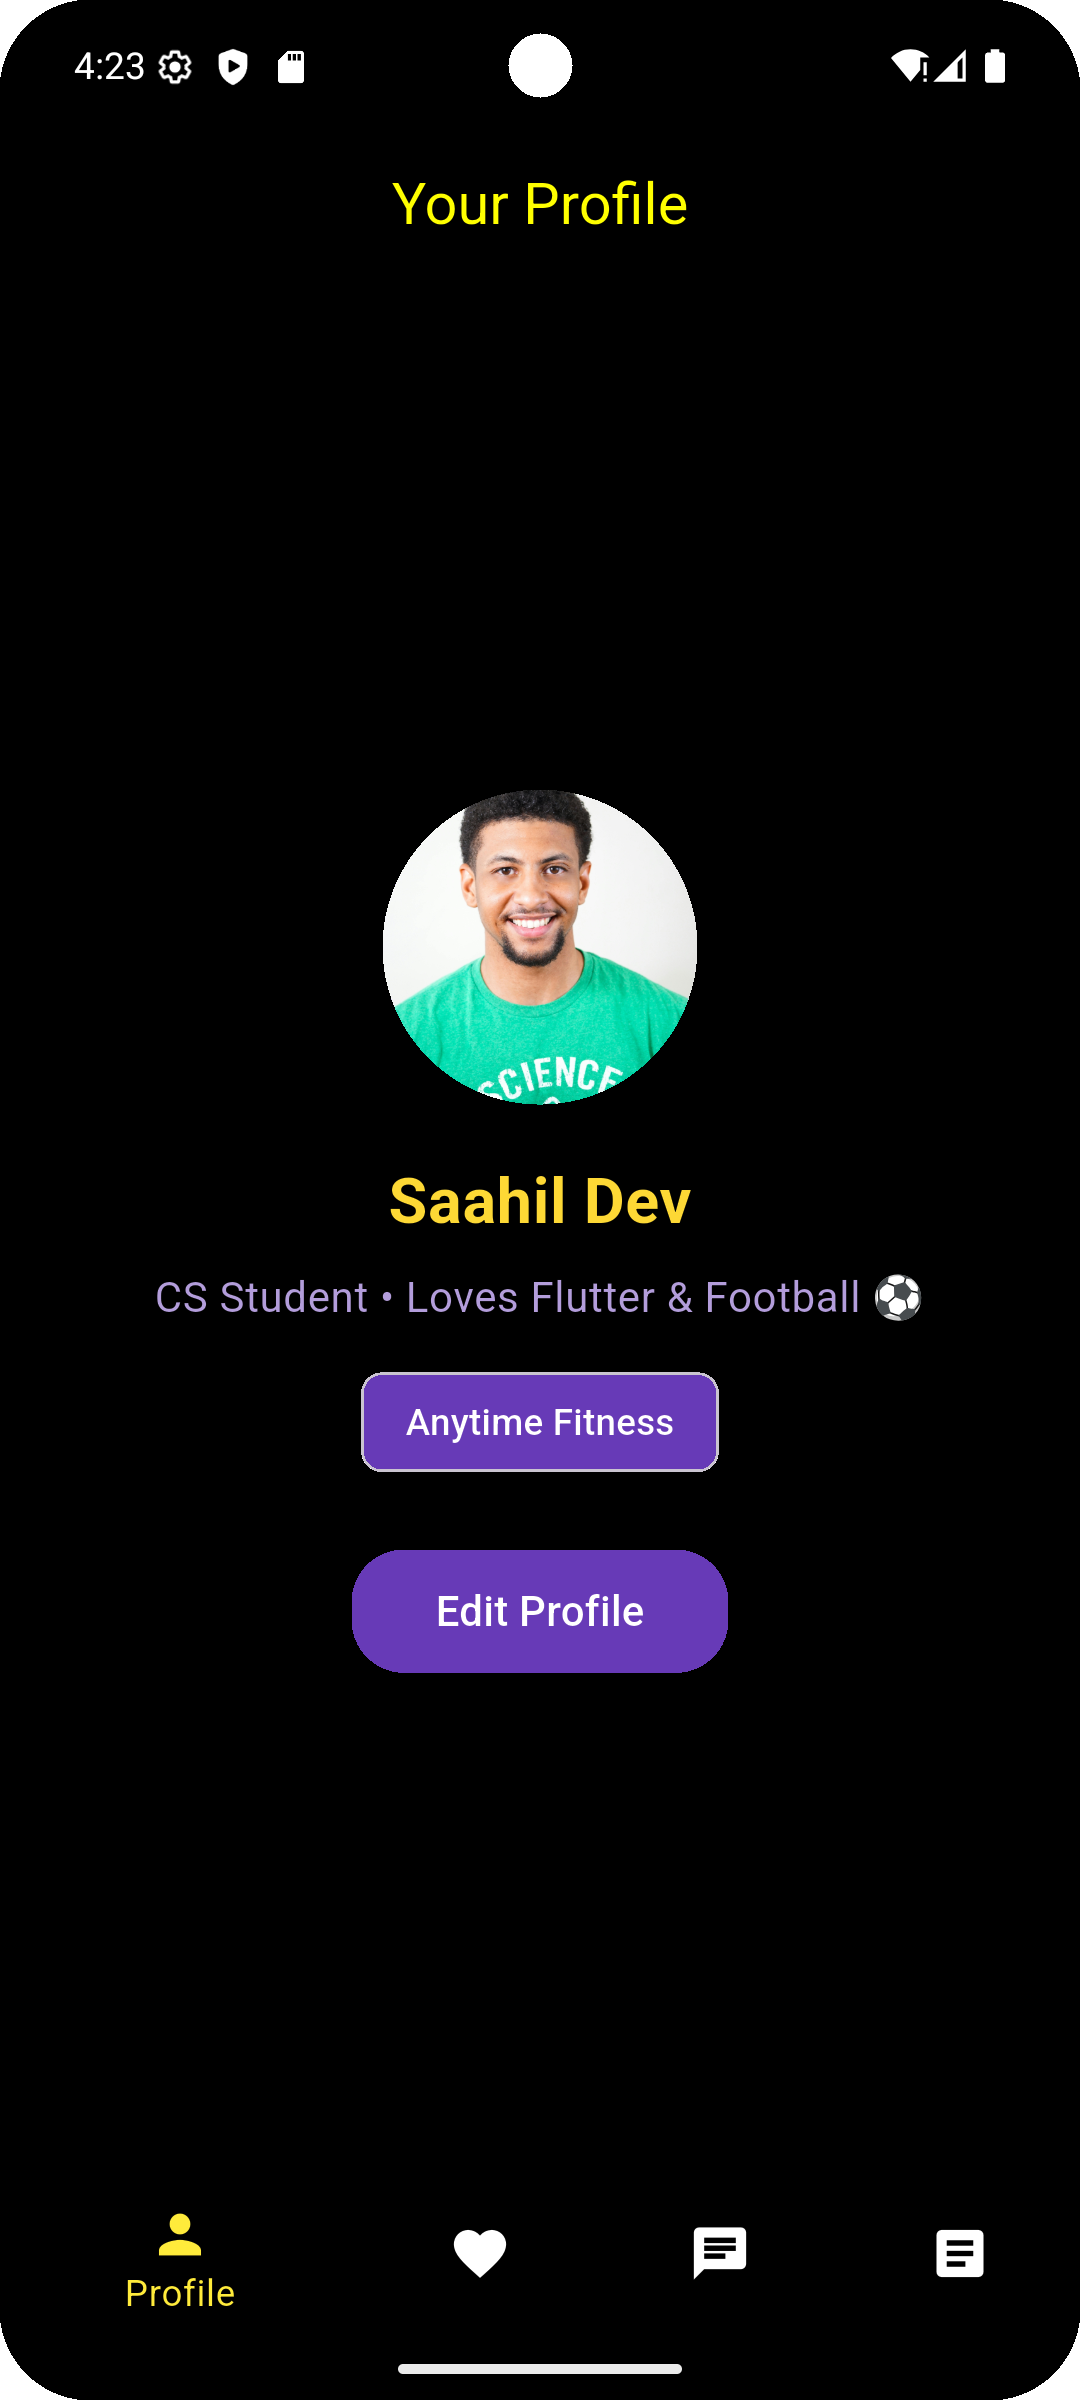 4:23
Your Profile
SCIENCE
Saahil Dev
CS Student • Loves Flutter & Football ⚽
Anytime Fitness
Edit Profile
Profile